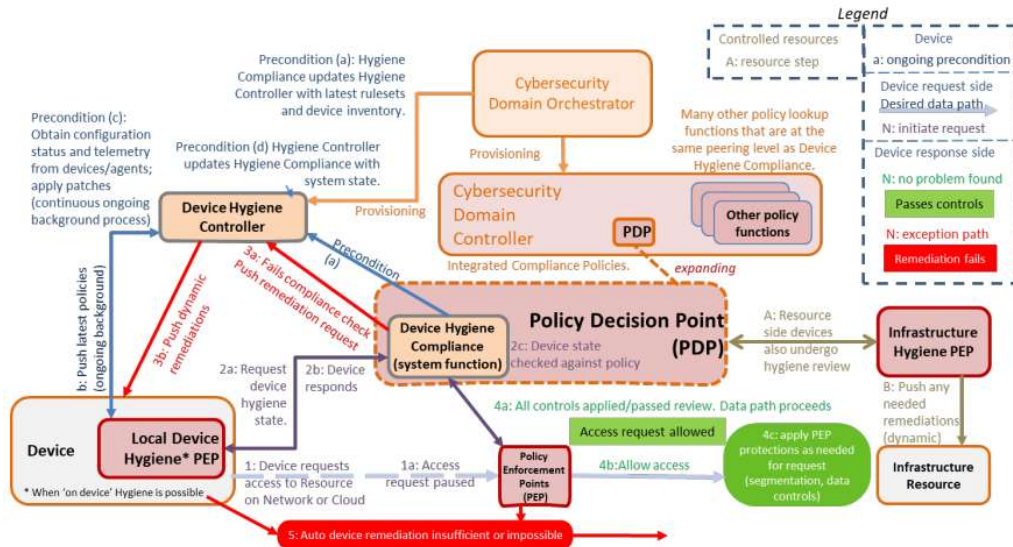 Legend
Controlled resources
A: resource step
Device
a: ongoing precondition
Device request side
Desired data path
N: initiate request
Device response side
N: no problem found
Passes controls
N: exception path
Remediation fails
Precondition (a): Hygiene
Compliance updates Hygiene
Controller with latest rulesets
and device inventory.
Cybersecurity
Domain Orchestrator
Many other policy lookup
functions that are at the
same peering level as Device
Hygiene Compliance.
Precondition (c):
Obtain configuration
status and telemetry
from devices/agents;
apply patches
(continuous ongoing
background process)
Precondition (d) Hygiene Controller
updates Hygiene Compliance with
system state.
Provisioning
Device Hygiene
Controller
Provisioning
Cybersecurity
Domain
Controller
PDP
Other policy
functions
Integrated Compliance Policies.
expanding
Precondition
(a)
3a: Fails compliance check
Push remediation request
b: Push latest policies
(ongoing background)
3b: Push dynamic
remediations
Device Hygiene
Compliance
(system function)
Policy Decision Point
(PDP)
2c: Device state
checked against policy
A: Resource
side devices
also undergo
hygiene review
Infrastructure
Hygiene PEP
2a: Request
device
hygiene
state.
2b: Device
responds
4a: All controls applied/passed review. Data path proceeds
Access request allowed
B: Push any
needed
remediations
(dynamic)
Device
Local Device
Hygiene* PEP
* When 'on device' Hygiene is possible
1: Device requests
access to Resource
on Network or Cloud
1a: Access
request paused
Policy
Enforcement
Points
(PEP)
4b:Allow access
4c: apply PEP
protections as needed
for request
(segmentation, data
controls)
Infrastructure
Resource
5: Auto device remediation insufficient or impossible